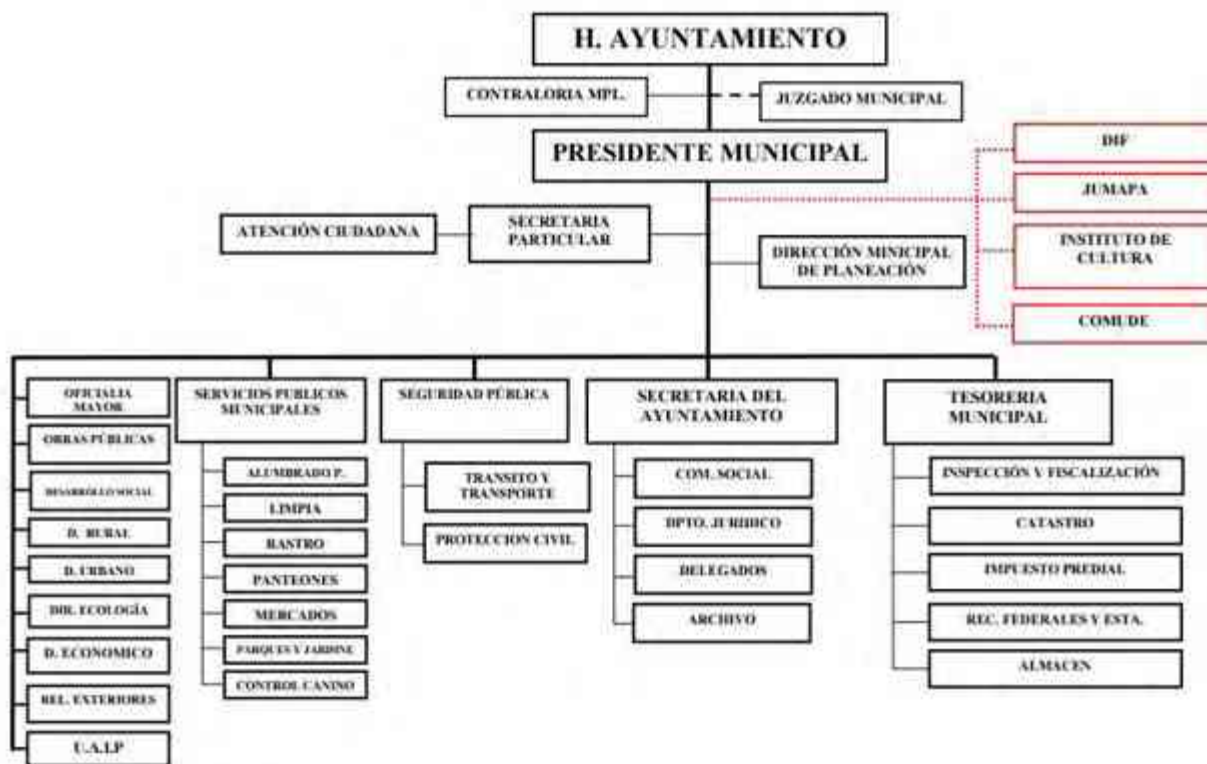 H. AYUNTAMIENTO
CONTRALORIA MPL.
JUZGADO MUNICIPAL
PRESIDENTE MUNICIPAL
DIF
JUMAPA
INSTITUTO DE
CULTURA
COMUDE
ATENCIÓN CIUDADANA
SECRETARIA
PARTICULAR
DIRECCIÓN MINICIPAL
DE PLANEACIÓN
OFICIALIA
MAYOR
OBRAS PÚBLICAS
DESARROLLO SOCIAL
D. RURAL
D. URBANO
DIR. ECOLOGÍA
D. ECONOMICO
REL. EXTERIORES
U.A.I.P
SERVICIOS PUBLICOS
MUNICIPALES
ALUMBRADO P.
LIMPIA
RASTRO
PANTEONES
MERCADOS
PARQUES Y JARDINE
CONTROL CANINO
SEGURIDAD PÚBLICA
TRANSITO Y
TRANSPORTE
PROTECCION CIVIL
SECRETARIA DEL
AYUNTAMIENTO
COM. SOCIAL
DPTO. JURIDICO
DELEGADOS
ARCHIVO
TESORERIA
MUNICIPAL
INSPECCIÓN Y FISCALIZACIÓN
CATASTRO
IMPUESTO PREDIAL
REC. FEDERALES Y ESTA.
ALMACEN